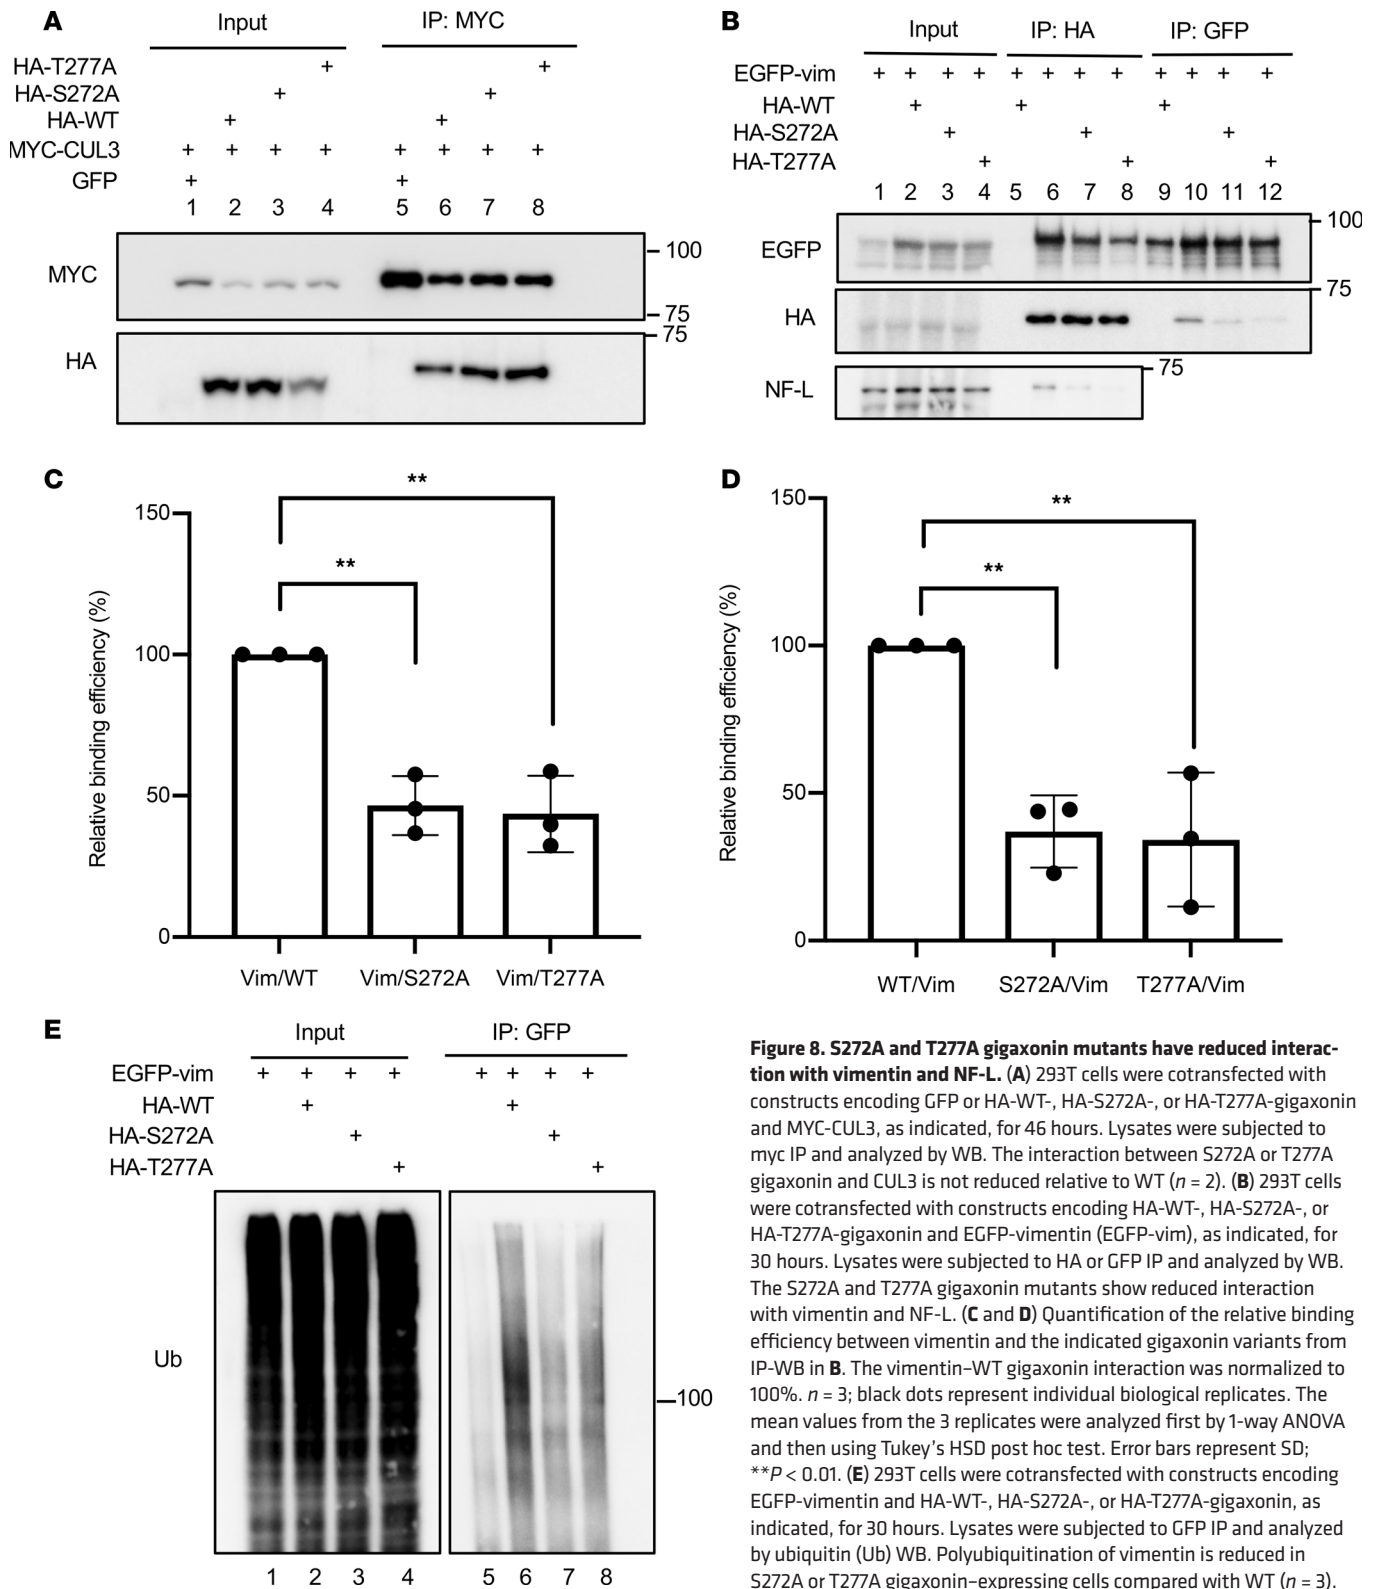 A
Input
IP: MYC
HA-T277A + +
HA-S272A + +
HA-WT + +
MYC-CUL3 + + + + + + + +
GFP + +
1 2 3 4 5 6 7 8
MYC
100
75
HA
75
B
Input IP: HA IP: GFP
EGFP-vim + + + + + + + + + + + +
HA-WT + + +
HA-S272A + + +
HA-T277A + + +
1 2 3 4 5 6 7 8 9 10 11 12
EGFP
100
HA
75
NF-L
75
C
Relative binding efficiency (%)
150
100
50
0
**
**
Vim/WT Vim/S272A Vim/T277A
D
Relative binding efficiency (%)
150
100
50
0
**
**
WT/Vim S272A/Vim T277A/Vim
E
Input IP: GFP
EGFP-vim + + + + + + + +
HA-WT + +
HA-S272A + +
HA-T277A + +
Ub
100
1 2 3 4 5 6 7 8
Figure 8. S272A and T277A gigaxonin mutants have reduced interac-
tion with vimentin and NF-L. (A) 293T cells were cotransfected with
constructs encoding GFP or HA-WT-, HA-S272A-, or HA-T277A-gigaxonin
and MYC-CUL3, as indicated, for 46 hours. Lysates were subjected to
myc IP and analyzed by WB. The interaction between S272A or T277A
gigaxonin and CUL3 is not reduced relative to WT (n = 2). (B) 293T cells
were cotransfected with constructs encoding HA-WT-, HA-S272A-, or
HA-T277A-gigaxonin and EGFP-vimentin (EGFP-vim), as indicated, for
30 hours. Lysates were subjected to HA or GFP IP and analyzed by WB.
The S272A and T277A gigaxonin mutants show reduced interaction
with vimentin and NF-L. (C and D) Quantification of the relative binding
efficiency between vimentin and the indicated gigaxonin variants from
IP-WB in B. The vimentin–WT gigaxonin interaction was normalized to
100%. n = 3; black dots represent individual biological replicates. The
mean values from the 3 replicates were analyzed first by 1-way ANOVA
and then using Tukey's HSD post hoc test. Error bars represent SD;
**P < 0.01. (E) 293T cells were cotransfected with constructs encoding
EGFP-vimentin and HA-WT-, HA-S272A-, or HA-T277A-gigaxonin, as
indicated, for 30 hours. Lysates were subjected to GFP IP and analyzed
by ubiquitin (Ub) WB. Polyubiquitination of vimentin is reduced in
S272A or T277A gigaxonin–expressing cells compared with WT (n = 3).